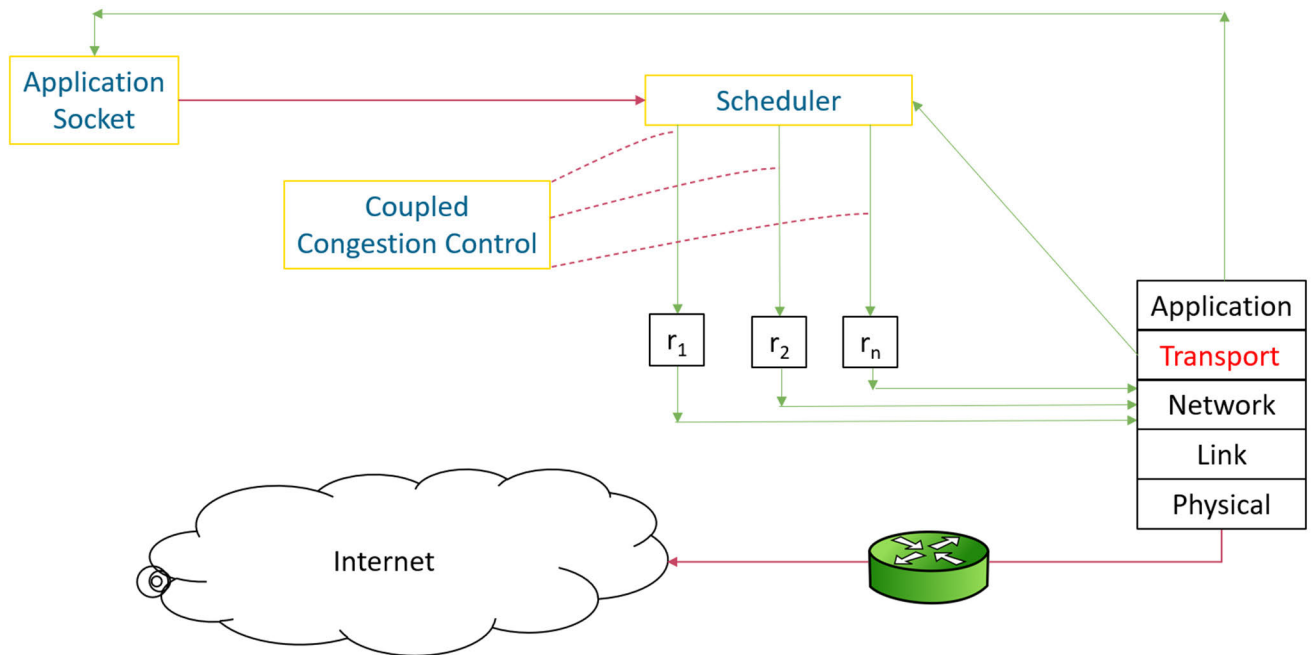 Application
Socket
Scheduler
Coupled
Congestion Control
r1
r2
rn
Application
Transport
Network
Link
Physical
Internet